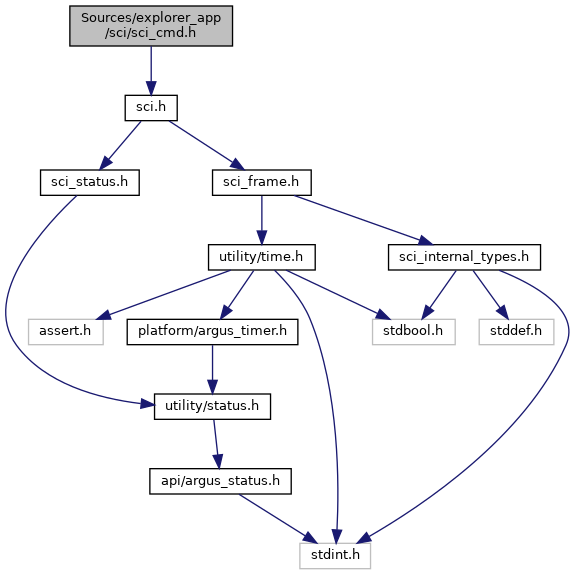 Sources/explorer_app
/sci/sci_cmd.h
sci.h
sci_status.h
sci_frame.h
utility/time.h
sci_internal_types.h
assert.h
platform/argus_timer.h
stdbool.h
stddef.h
utility/status.h
api/argus_status.h
stdint.h